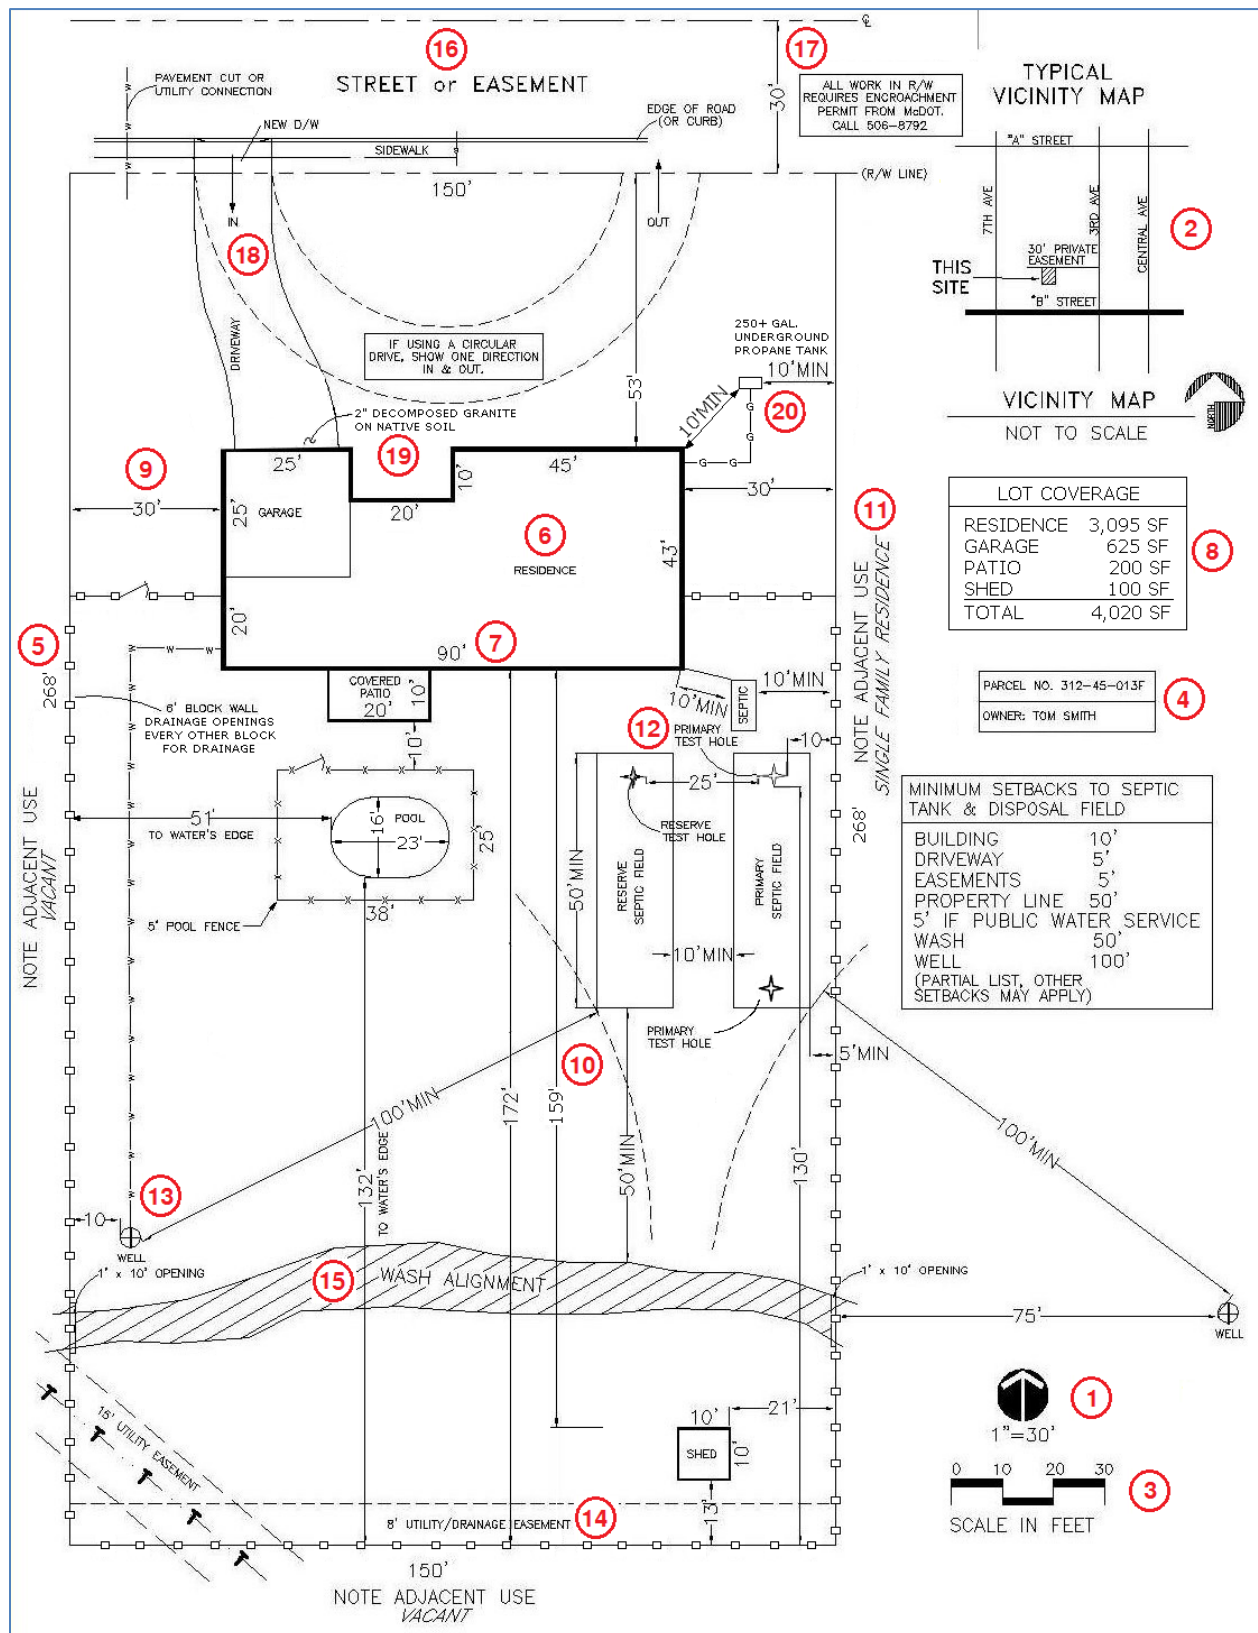 16
STREET or EASEMENT
PAVEMENT CUT OR
UTILITY CONNECTION
NEW D/W
SIDEWALK
EDGE OF ROAD
(OR CURB)
W
W
W
W
W
℄
17
30'
ALL WORK IN R/W
REQUIRES ENCROACHMENT
PERMIT FROM McDOT.
CALL 506-8792
(R/W LINE)
150'
IN
OUT
18
DRIVEWAY
IF USING A CIRCULAR
DRIVE, SHOW ONE DIRECTION
IN & OUT.
53'
250+ GAL.
UNDERGROUND
PROPANE TANK
10'MIN
10'MIN
20
G
G
G
G
2" DECOMPOSED GRANITE
ON NATIVE SOIL
19
TYPICAL
VICINITY MAP
"A" STREET
7TH AVE
3RD AVE
CENTRAL AVE
2
30' PRIVATE
EASEMENT
THIS
SITE
"B" STREET
VICINITY MAP
NOT TO SCALE
NORTH
9
30'
25'
25'
GARAGE
20'
10'
45'
6
RESIDENCE
43'
30'
11
20'
7
90'
NOTE ADJACENT USE
SINGLE FAMILY RESIDENCE
LOT COVERAGE
RESIDENCE 3,095 SF
GARAGE 625 SF
PATIO 200 SF
SHED 100 SF
TOTAL 4,020 SF
8
PARCEL NO. 312-45-013F
OWNER: TOM SMITH
4
5
268'
W
W
W
6' BLOCK WALL
DRAINAGE OPENINGS
EVERY OTHER BLOCK
FOR DRAINAGE
COVERED
PATIO
20'
10'
10'
SEPTIC
10'MIN
10'MIN
12
PRIMARY
TEST HOLE
10
25'
RESERVE
TEST HOLE
50'MIN
RESERVE
SEPTIC FIELD
PRIMARY
SEPTIC FIELD
10'MIN
PRIMARY
TEST HOLE
5'MIN
268'
MINIMUM SETBACKS TO SEPTIC
TANK & DISPOSAL FIELD
BUILDING 10'
DRIVEWAY 5'
EASEMENTS 5'
PROPERTY LINE 50'
5' IF PUBLIC WATER SERVICE
WASH 50'
WELL 100'
(PARTIAL LIST, OTHER
SETBACKS MAY APPLY)
NOTE ADJACENT USE
VACANT
51'
TO WATER'S EDGE
16'
POOL
23'
25'
38'
5' POOL FENCE
10
100'MIN
172'
159'
50'MIN
130'
100'MIN
132'
TO WATER'S EDGE
13
10
WELL
1' x 10' OPENING
15
WASH ALIGNMENT
1' x 10' OPENING
75'
WELL
15' UTILITY EASEMENT
10'
21'
SHED
10'
13'
8' UTILITY/DRAINAGE EASEMENT
14
150'
NOTE ADJACENT USE
VACANT
1
1"=30'
0 10 20 30
3
SCALE IN FEET